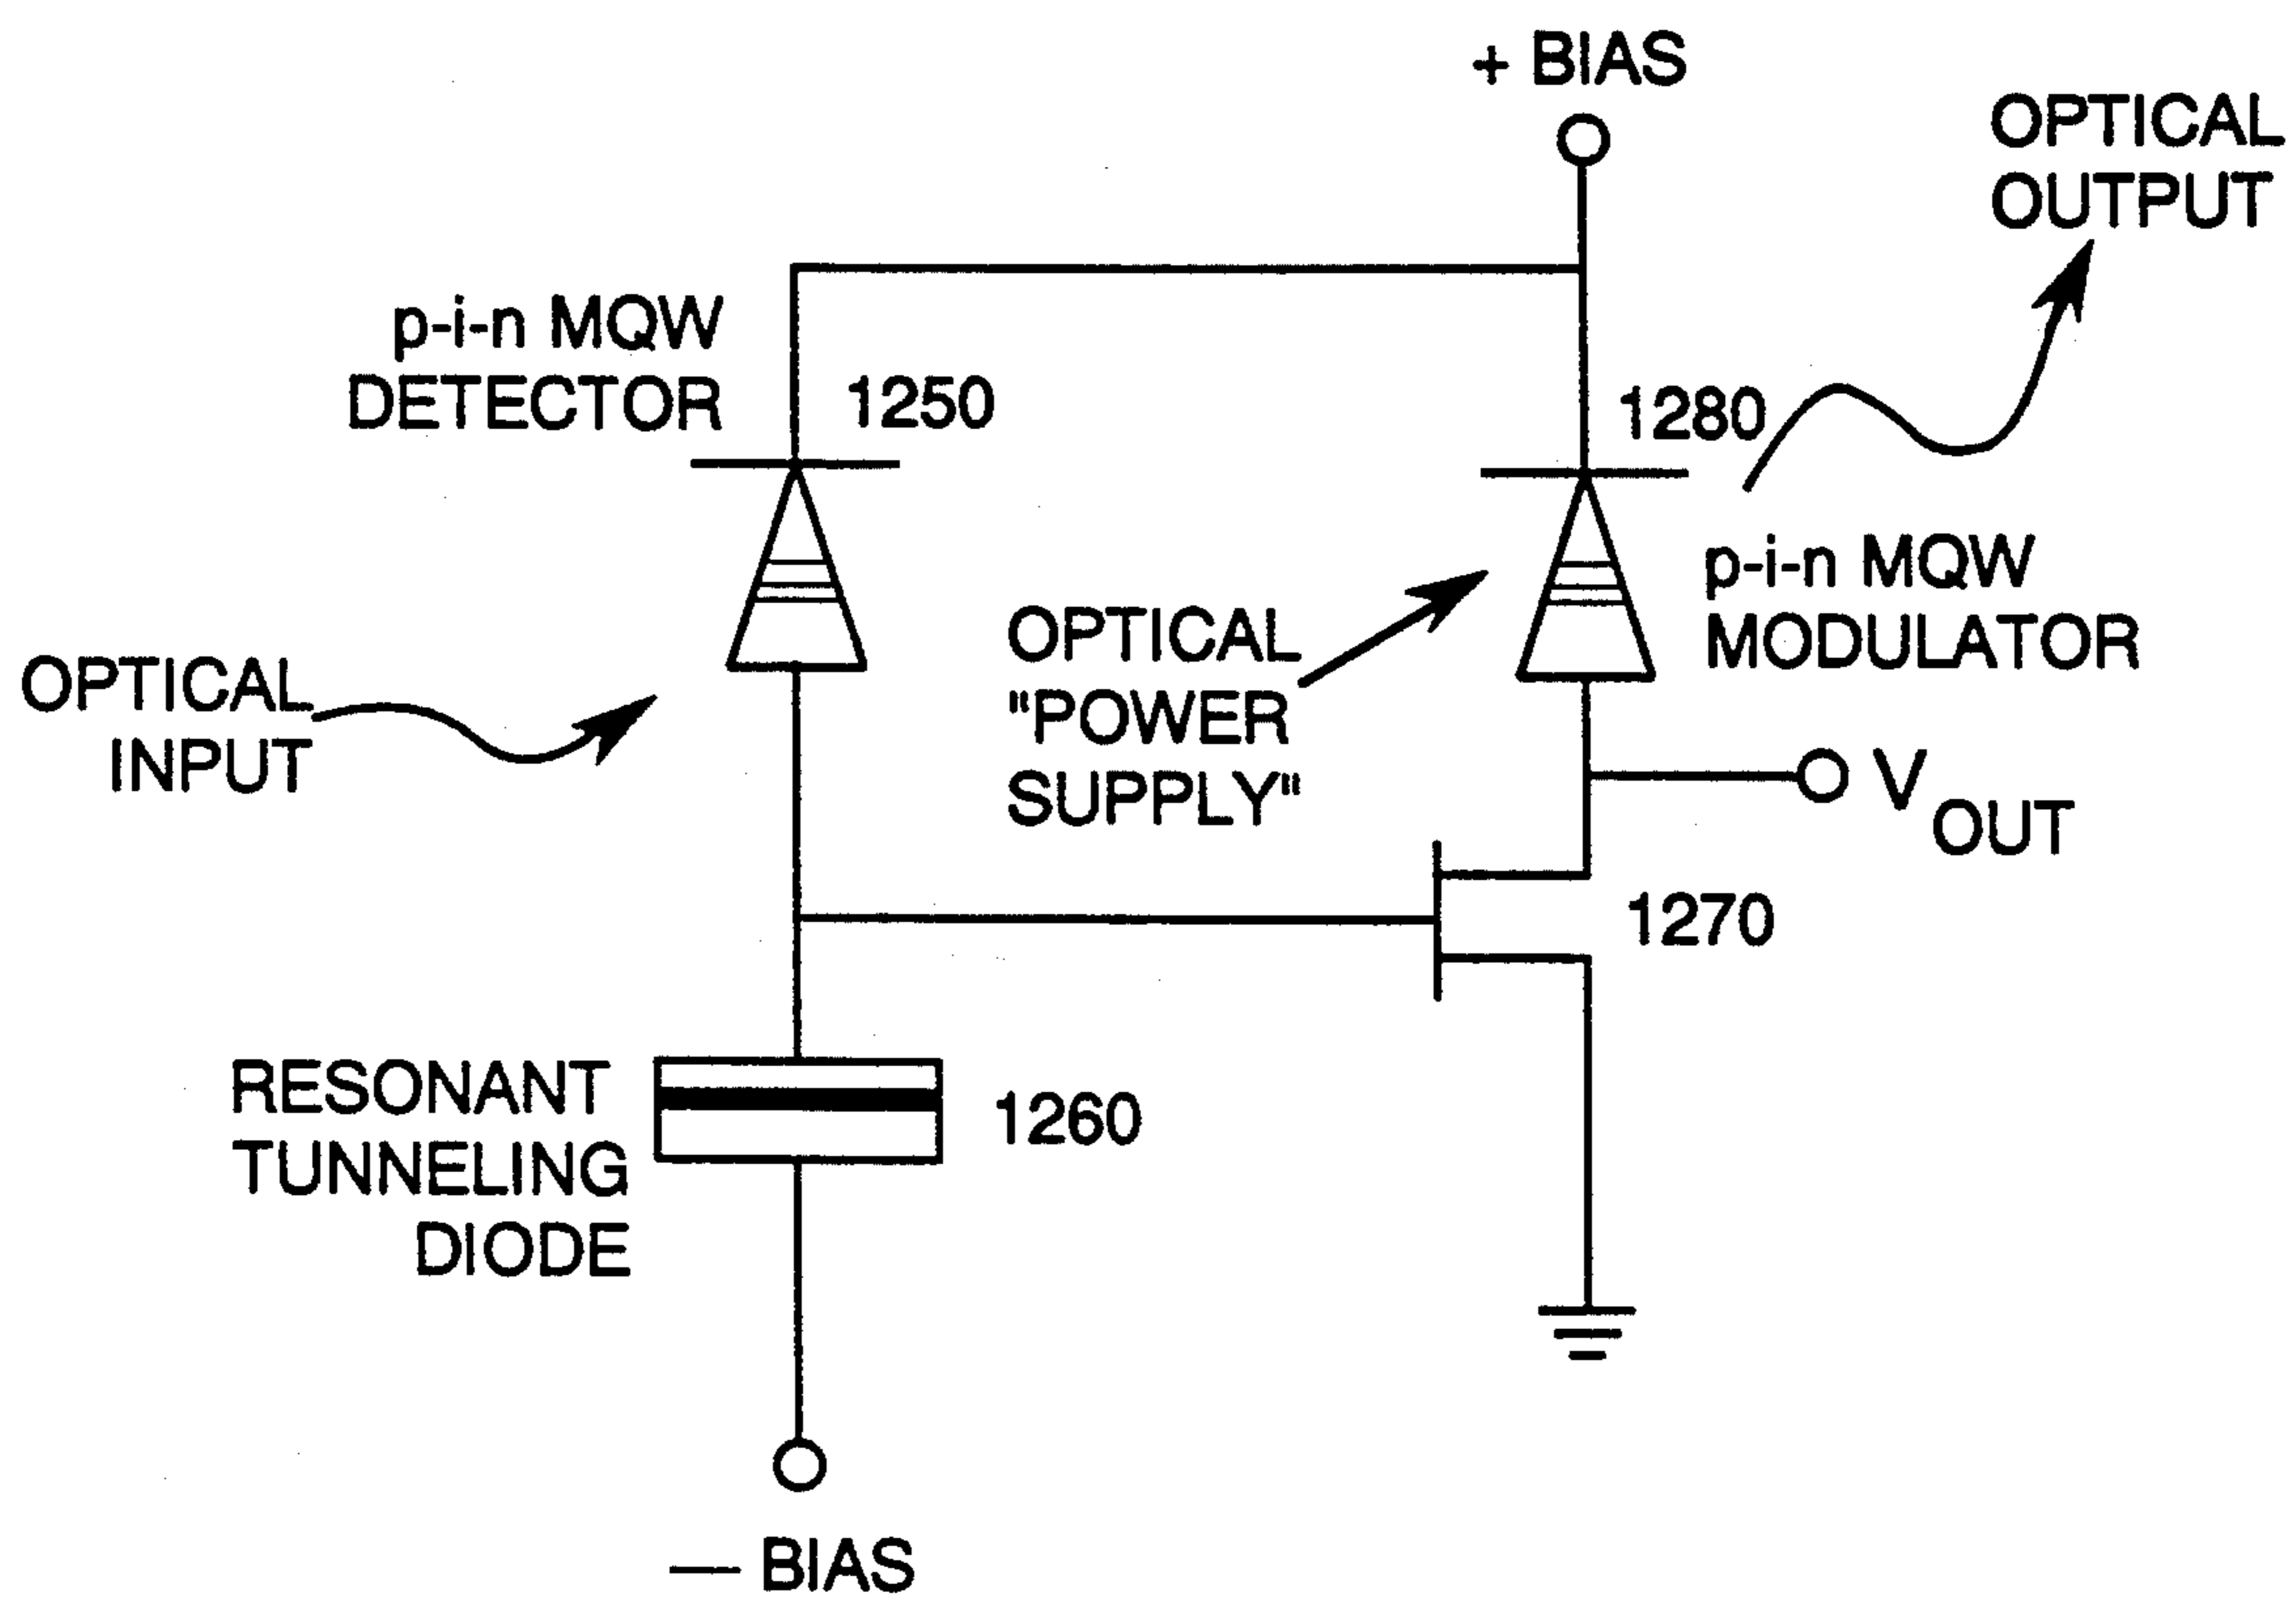 + BIAS
OPTICAL
OUTPUT
p-i-n MQW
DETECTOR
1250
1280
p-i-n MQW
MODULATOR
OPTICAL
"POWER
SUPPLY"
OPTICAL
INPUT
V OUT
1270
RESONANT
TUNNELING
DIODE
1260
— BIAS